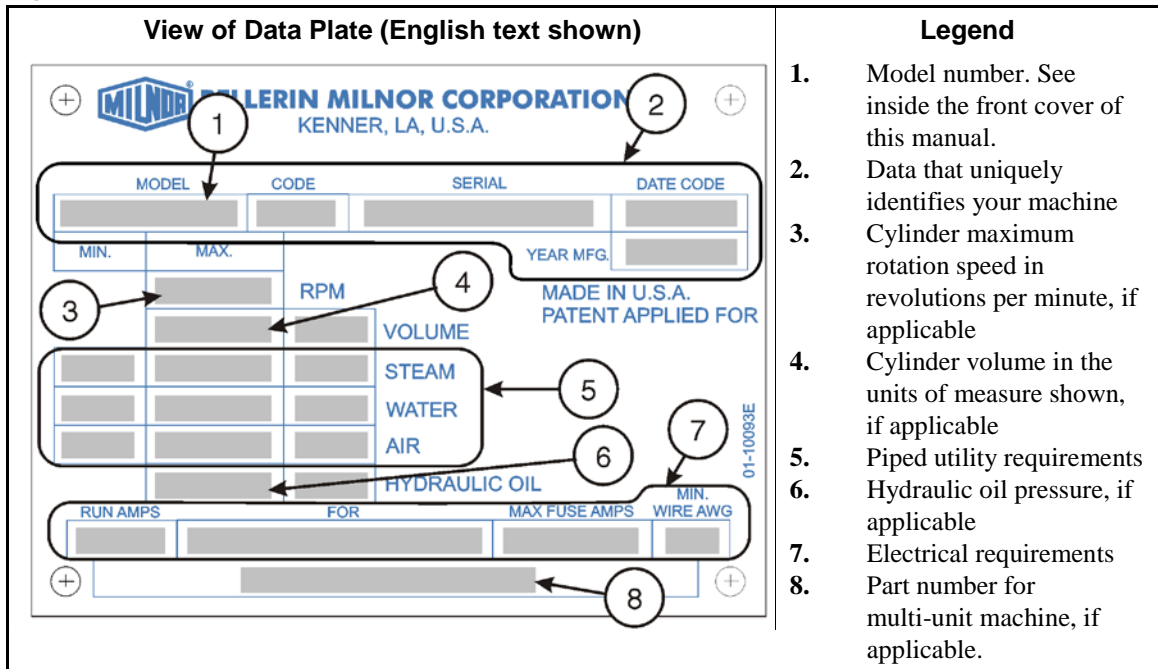 View of Data Plate (English text shown)
MILNOR®
PELLERIN MILNOR CORPORATION
KENNER, LA, U.S.A.
1
2
MODEL CODE SERIAL DATE CODE
MIN. MAX. YEAR MFG.
3
RPM
4
MADE IN U.S.A.
PATENT APPLIED FOR
VOLUME
STEAM
5
WATER
AIR
6
7
01-10093E
HYDRAULIC OIL
RUN AMPS FOR MAX FUSE AMPS MIN.
WIRE AWG
8
Legend
1. Model number. See
inside the front cover of
this manual.
2. Data that uniquely
identifies your machine
3. Cylinder maximum
rotation speed in
revolutions per minute, if
applicable
4. Cylinder volume in the
units of measure shown,
if applicable
5. Piped utility requirements
6. Hydraulic oil pressure, if
applicable
7. Electrical requirements
8. Part number for
multi-unit machine, if
applicable.